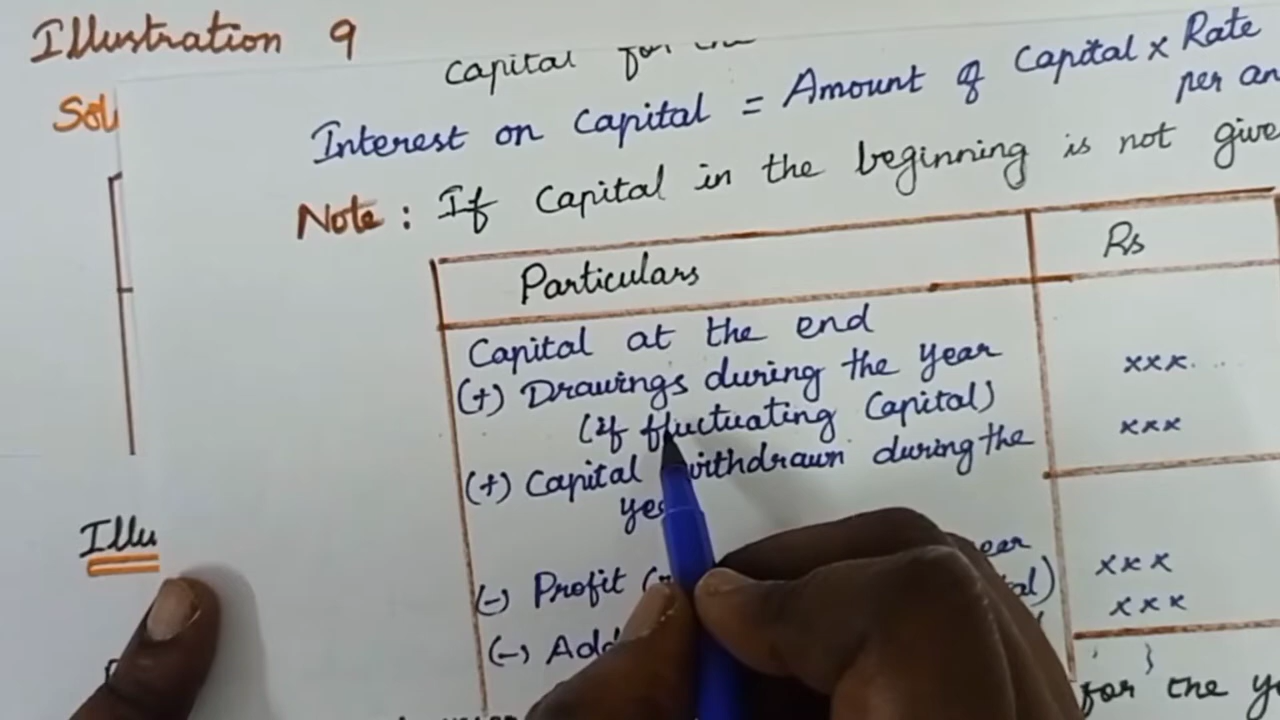 Illustration 9
Capital for the
Interest on Capital = Amount of Capital x Rate
per an
Note : If Capital in the beginning is not give
Particulars
Rs
Capital at the end
(+) Drawings during the year
xxx
(if fluctuating Capital)
xxx
(+) Capital withdrawn during the
(-) Profit
xxx
xxx
(-) Add
for the
Sol
Illu